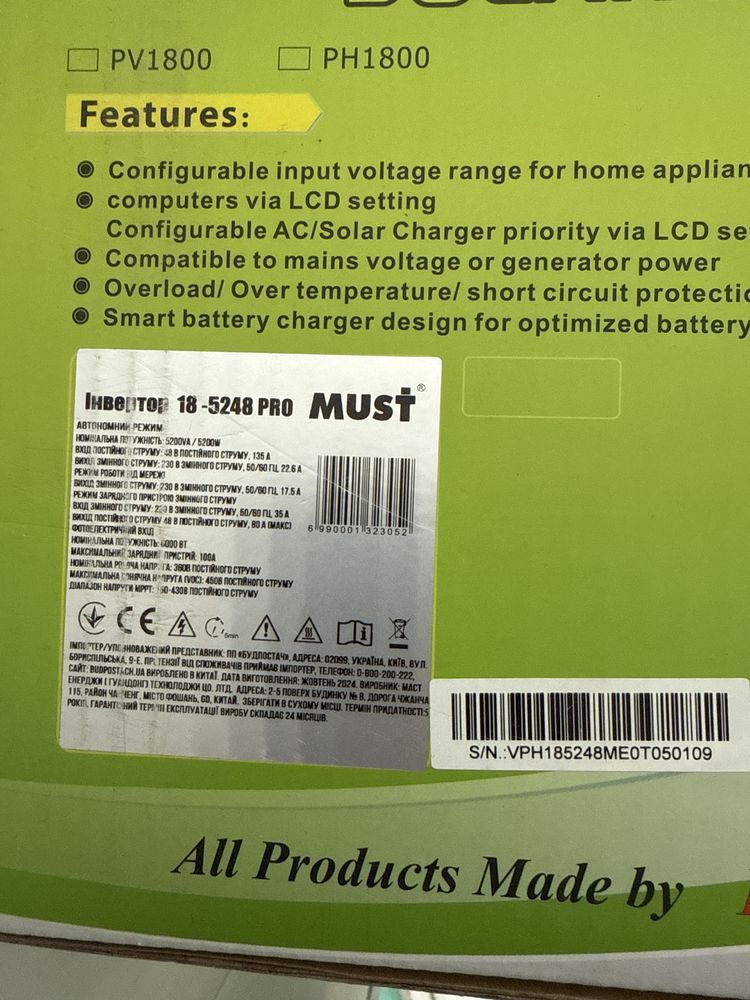 PV1800 PH1800
Features:
Configurable input voltage range for home applian
computers via LCD setting
Configurable AC/Solar Charger priority via LCD se
Compatible to mains voltage or generator power
Overload/ Over temperature/ short circuit protectio
Smart battery charger design for optimized battery
Інвертор 18 -5248 PRO MUST ®
АВТОНОМНИЙ РЕЖИМ
НОМІНАЛЬНА ПОТУЖНІСТЬ: 5200VA / 5200W
ВХІД ПОСТІЙНОГО СТРУМУ: 48 В ПОСТІЙНОГО СТРУМУ, 135 А
ВИХІД ЗМІННОГО СТРУМУ: 230 В ЗМІННОГО СТРУМУ, 50/60 ГЦ, 22.6 А
РЕЖИМ РОБОТИ ВІД МЕРЕЖІ
ВИХІД ЗМІННОГО СТРУМУ: 230 В ЗМІННОГО СТРУМУ, 50/60 ГЦ, 17.5 А
РЕЖИМ ЗАРЯДНОГО ПРИСТРОЮ ЗМІННОГО СТРУМУ
ВХІД ЗМІННОГО СТРУМУ: 230 В ЗМІННОГО СТРУМУ, 50/60 ГЦ, 35 А
ВИХІД ПОСТІЙНОГО СТРУМУ 48 В ПОСТІЙНОГО СТРУМУ, 80 А (МАКС)
ФОТОЕЛЕКТРИЧНИЙ ВХІД
НОМІНАЛЬНА ПОТУЖНІСТЬ: 6000 ВТ
МАКСИМАЛЬНИЙ ЗАРЯДНИЙ ПРИСТРІЙ: 100А
НОМІНАЛЬНА РОБОЧА НАПРУГА: 360В ПОСТІЙНОГО СТРУМУ
МАКСИМАЛЬНА СОНЯЧНА НАПРУГА (VOC): 450В ПОСТІЙНОГО СТРУМУ
ДІАПАЗОН НАПРУГИ MPPT: 150-430В ПОСТІЙНОГО СТРУМУ
6 990001 323052
CE 5min
ІМПОРТЕР/УПОВНОВАЖЕНИЙ ПРЕДСТАВНИК: ПП «БУДПОСТАЧ», АДРЕСА: 02099, УКРАЇНА, КИЇВ, ВУЛ.
БОРИСПІЛЬСЬКА, 9-Е. ПРЕТЕНЗІЇ ВІД СПОЖИВАЧІВ ПРИЙМАЄ ІМПОРТЕР, ТЕЛЕФОН: 0-800-200-222,
САЙТ: BUDPOSTACH.UA ВИРОБЛЕНО В КИТАЇ. ДАТА ВИГОТОВЛЕННЯ: ЖОВТЕНЬ 2024. ВИРОБНИК: МАСТ
ЕНЕРДЖИ (ГУАНДОНГ) ТЕХНОЛОДЖИ ЦО. ЛТД. АДРЕСА: 2-5 ПОВЕРХ БУДИНКУ № 8, ДОРОГА ЧЖАНЧА
115, РАЙОН ЧАНЧЕНГ, МІСТО ФОШАНЬ, GD, КИТАЙ. ЗБЕРІГАТИ В СУХОМУ МІСЦІ. ТЕРМІН ПРИДАТНОСТІ:5
РОКІВ. ГАРАНТІЙНИЙ ТЕРМІН ЕКСПЛУАТАЦІЇ ВИРОБУ СКЛАДАЄ 24 МІСЯЦІВ.
S/N.:VPH185248ME0T050109
All Products Made by